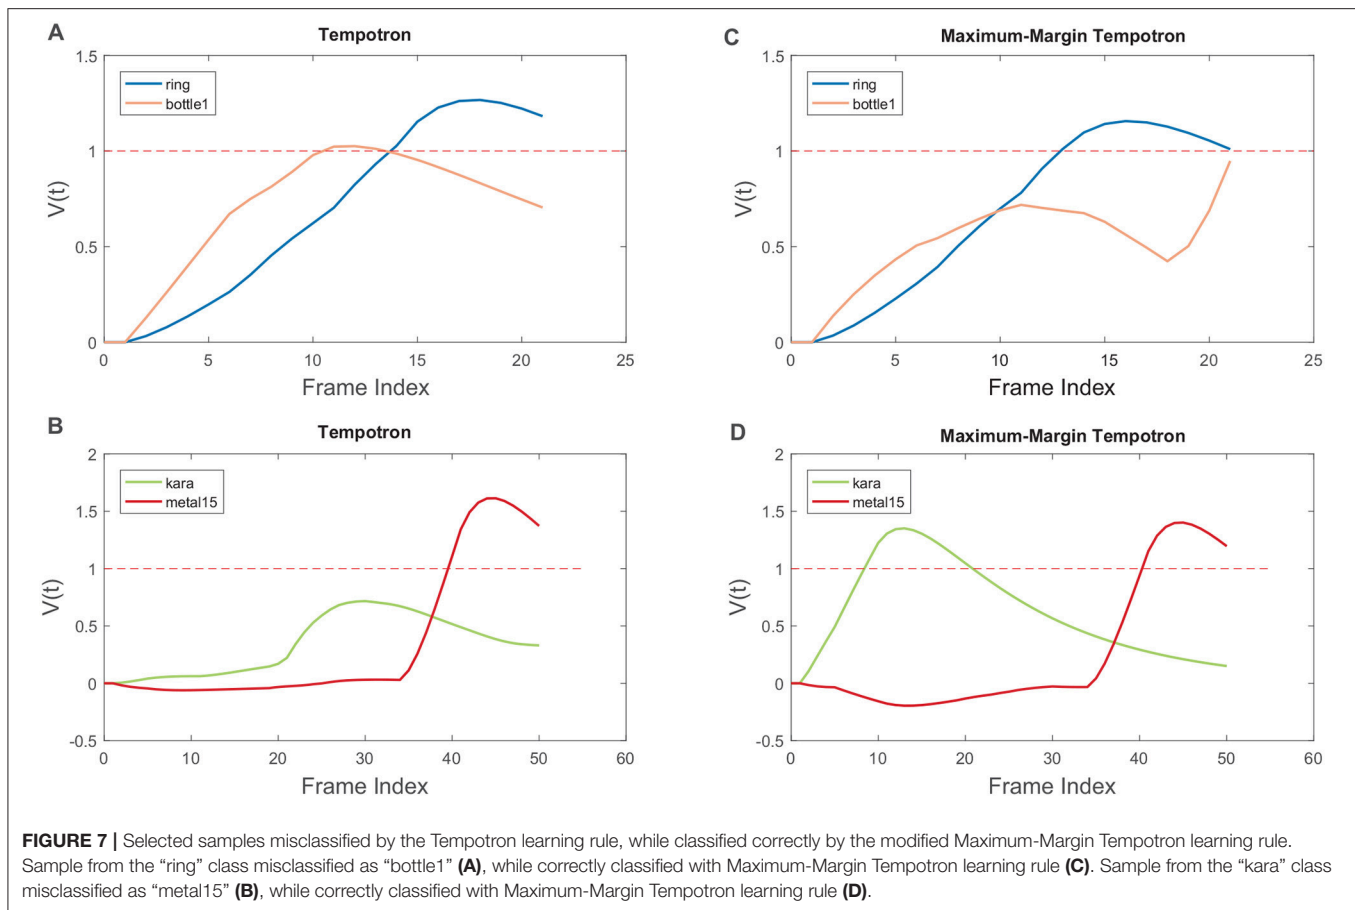 A
Tempotron
1.5
1
0.5
0
V(t)
ring
bottle1
0 5 10 15 20 25
Frame Index
C
Maximum-Margin Tempotron
1.5
1
0.5
0
V(t)
ring
bottle1
0 5 10 15 20 25
Frame Index
B
Tempotron
2
1.5
1
0.5
0
-0.5
V(t)
kara
metal15
0 10 20 30 40 50 60
Frame Index
D
Maximum-Margin Tempotron
2
1.5
1
0.5
0
-0.5
V(t)
kara
metal15
0 10 20 30 40 50 60
Frame Index
FIGURE 7 | Selected samples misclassified by the Tempotron learning rule, while classified correctly by the modified Maximum-Margin Tempotron learning rule.
Sample from the “ring” class misclassified as “bottle1” (A), while correctly classified with Maximum-Margin Tempotron learning rule (C). Sample from the “kara” class
misclassified as “metal15” (B), while correctly classified with Maximum-Margin Tempotron learning rule (D).